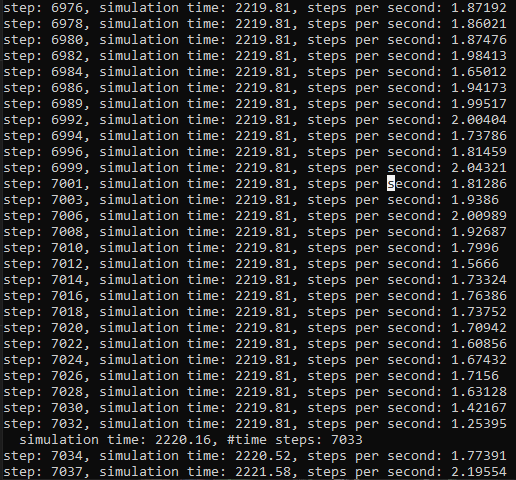 step: 6976, simulation time: 2219.81, steps per second: 1.87192
step: 6978, simulation time: 2219.81, steps per second: 1.86021
step: 6980, simulation time: 2219.81, steps per second: 1.87476
step: 6982, simulation time: 2219.81, steps per second: 1.98413
step: 6984, simulation time: 2219.81, steps per second: 1.65012
step: 6986, simulation time: 2219.81, steps per second: 1.94173
step: 6989, simulation time: 2219.81, steps per second: 1.99517
step: 6992, simulation time: 2219.81, steps per second: 2.00404
step: 6994, simulation time: 2219.81, steps per second: 1.73786
step: 6996, simulation time: 2219.81, steps per second: 1.81459
step: 6999, simulation time: 2219.81, steps per second: 2.04321
step: 7001, simulation time: 2219.81, steps per second: 1.81286
step: 7003, simulation time: 2219.81, steps per second: 1.9386
step: 7006, simulation time: 2219.81, steps per second: 2.00989
step: 7008, simulation time: 2219.81, steps per second: 1.92687
step: 7010, simulation time: 2219.81, steps per second: 1.7996
step: 7012, simulation time: 2219.81, steps per second: 1.5666
step: 7014, simulation time: 2219.81, steps per second: 1.73324
step: 7016, simulation time: 2219.81, steps per second: 1.76386
step: 7018, simulation time: 2219.81, steps per second: 1.73752
step: 7020, simulation time: 2219.81, steps per second: 1.70942
step: 7022, simulation time: 2219.81, steps per second: 1.60856
step: 7024, simulation time: 2219.81, steps per second: 1.67432
step: 7026, simulation time: 2219.81, steps per second: 1.7156
step: 7028, simulation time: 2219.81, steps per second: 1.63128
step: 7030, simulation time: 2219.81, steps per second: 1.42167
step: 7032, simulation time: 2219.81, steps per second: 1.25395
simulation time: 2220.16, #time steps: 7033
step: 7034, simulation time: 2220.52, steps per second: 1.77391
step: 7037, simulation time: 2221.58, steps per second: 2.19554